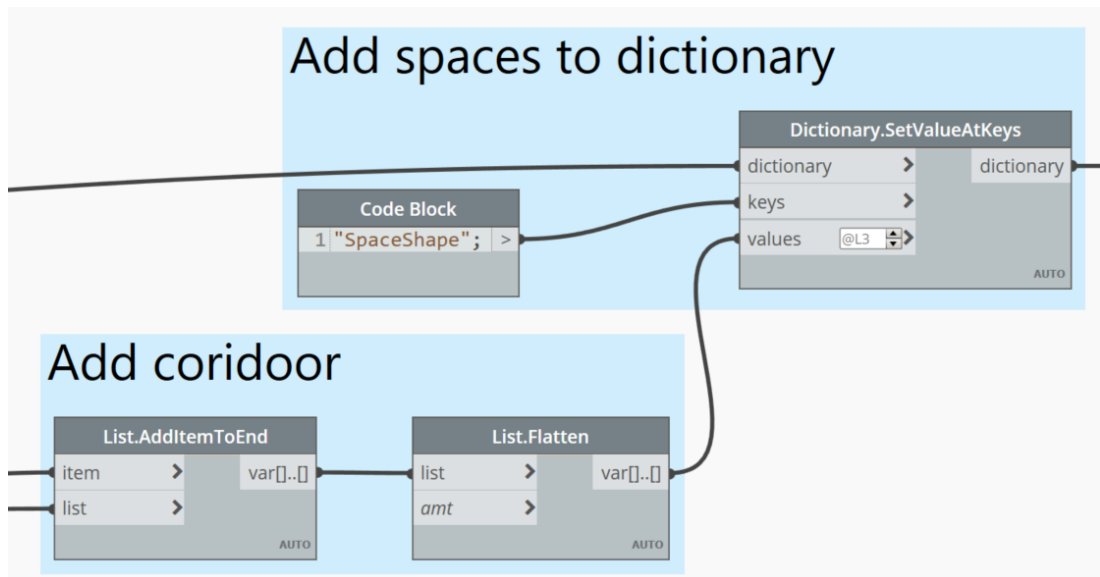 Add spaces to dictionary
Dictionary.SetValueAtKeys
dictionary > dictionary
keys >
values @L3 >
AUTO
Code Block
1 "SpaceShape"; >
Add coridoor
List.AddItemToEnd
item > var[]..[]
list >
AUTO
List.Flatten
list > var[]..[]
amt >
AUTO